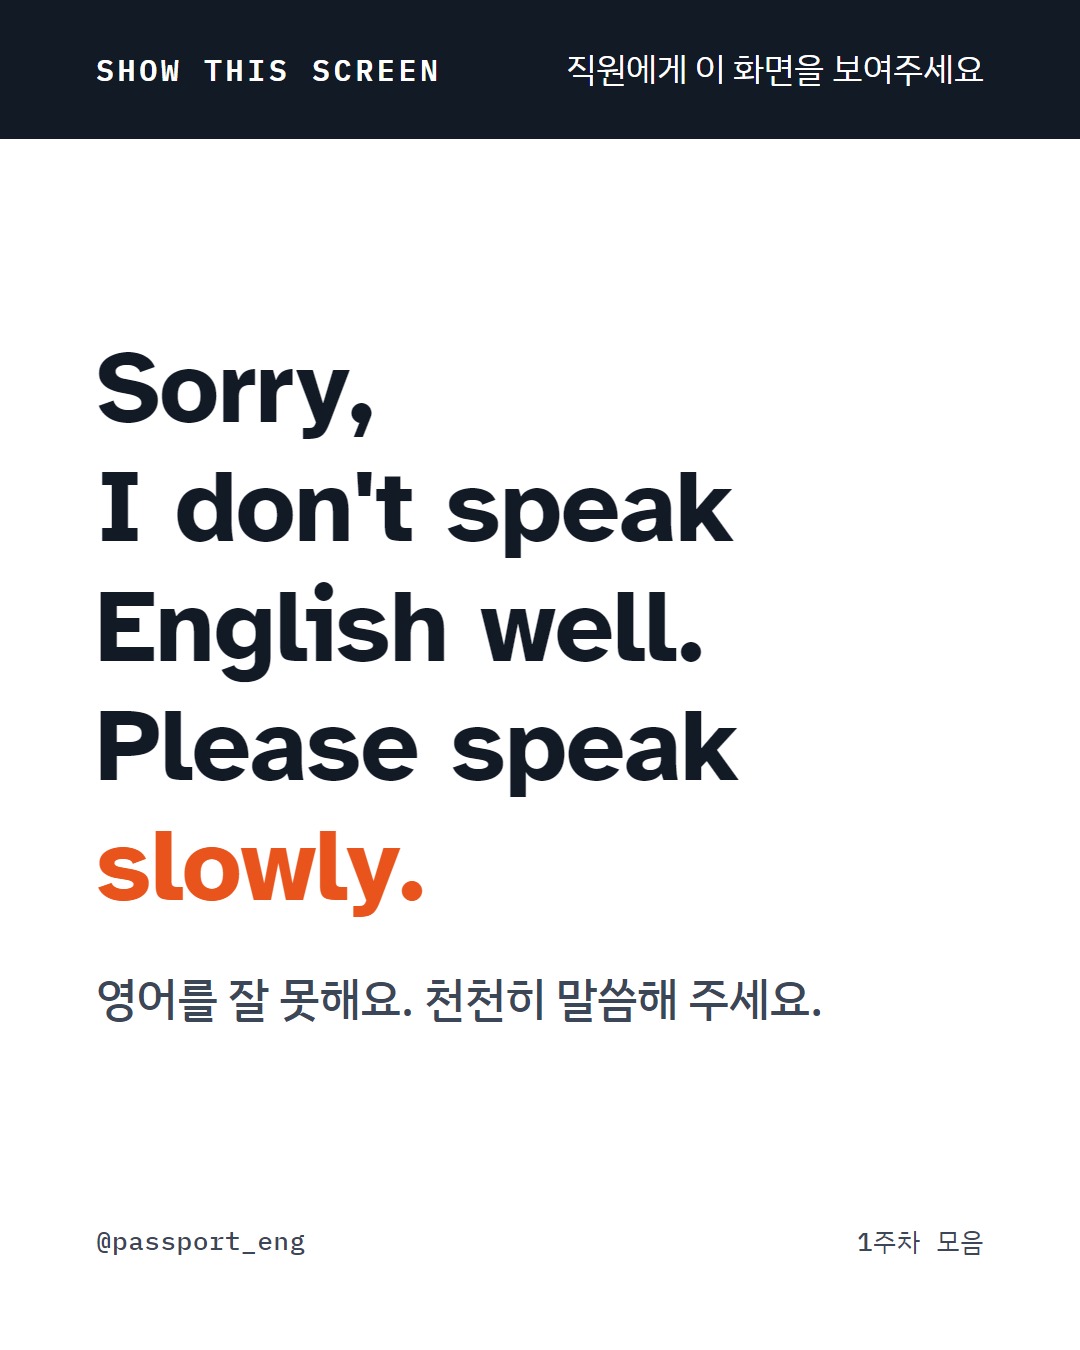 SHOW THIS SCREEN 직원에게 이 화면을 보여주세요
Sorry,
I don't speak
English well.
Please speak
slowly.
영어를 잘 못해요. 천천히 말씀해 주세요.
@passport_eng 1주차 모음